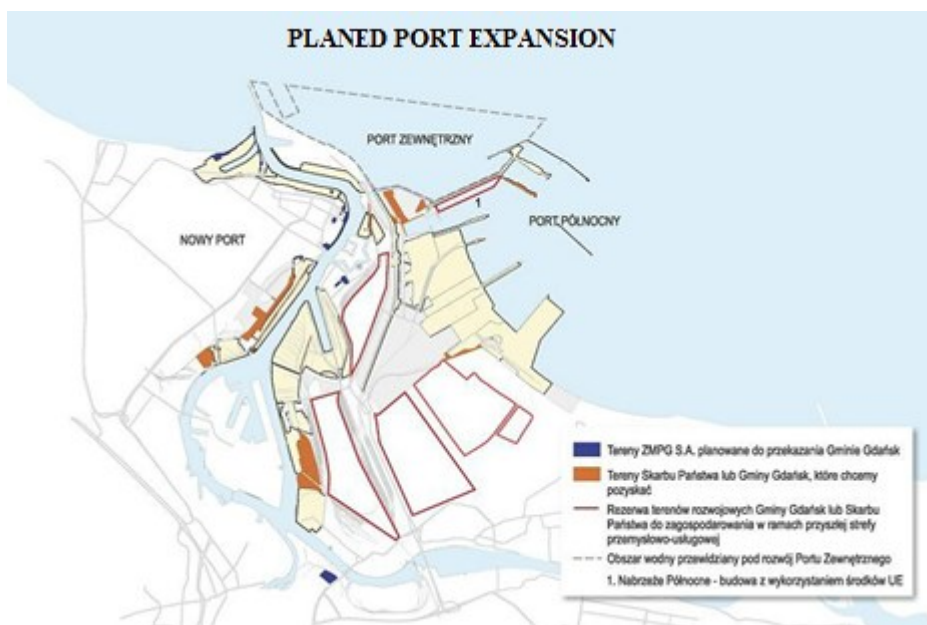 PLANED PORT EXPANSION
PORT ZEWNĘTRZNY
1
PORT PÓŁNOCNY
NOWY PORT
Tereny ZMPG S.A. planowane do przekazania Gminie Gdańsk
Tereny Skarbu Państwa lub Gminy Gdańsk, które chcemy
pozyskać
Rezerwa terenów rozwojowych Gminy Gdańsk lub Skarbu
Państwa do zagospodarowania w ramach przyszłej strefy
przemysłowo-usługowej
Obszar wodny przewidziany pod rozwój Portu Zewnętrznego
1. Nabrzeże Północne - budowa z wykorzystaniem środków UE